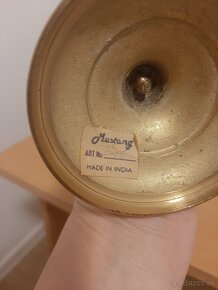 Mustang
ART. No.
MADE IN INDIA